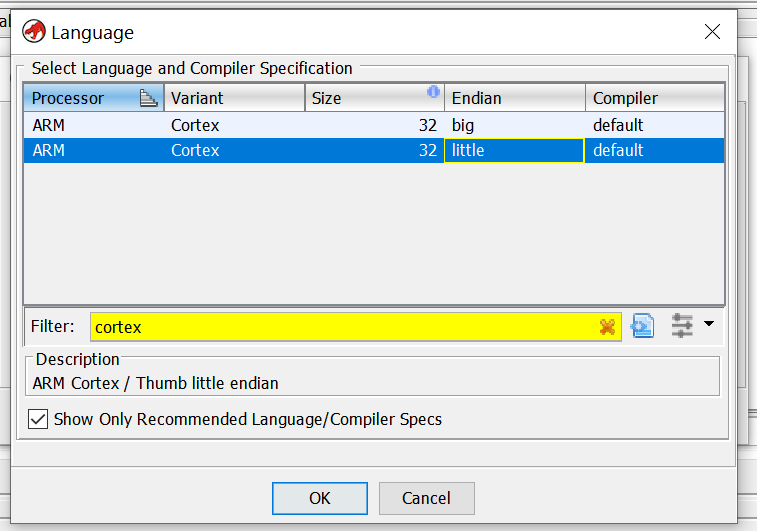 al
Language
Select Language and Compiler Specification
Processor Variant Size Endian Compiler
ARM Cortex 32 big default
ARM Cortex 32 little default
Filter: cortex
Description
ARM Cortex / Thumb little endian
Show Only Recommended Language/Compiler Specs
OK Cancel